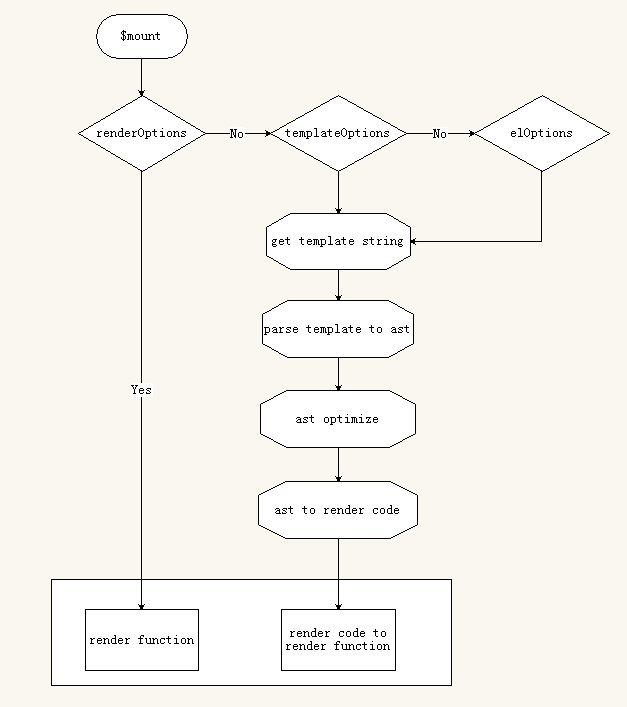 $mount
renderOptions
No
templateOptions
No
elOptions
get template string
parse template to ast
Yes
ast optimize
ast to render code
render function
render code to
render function